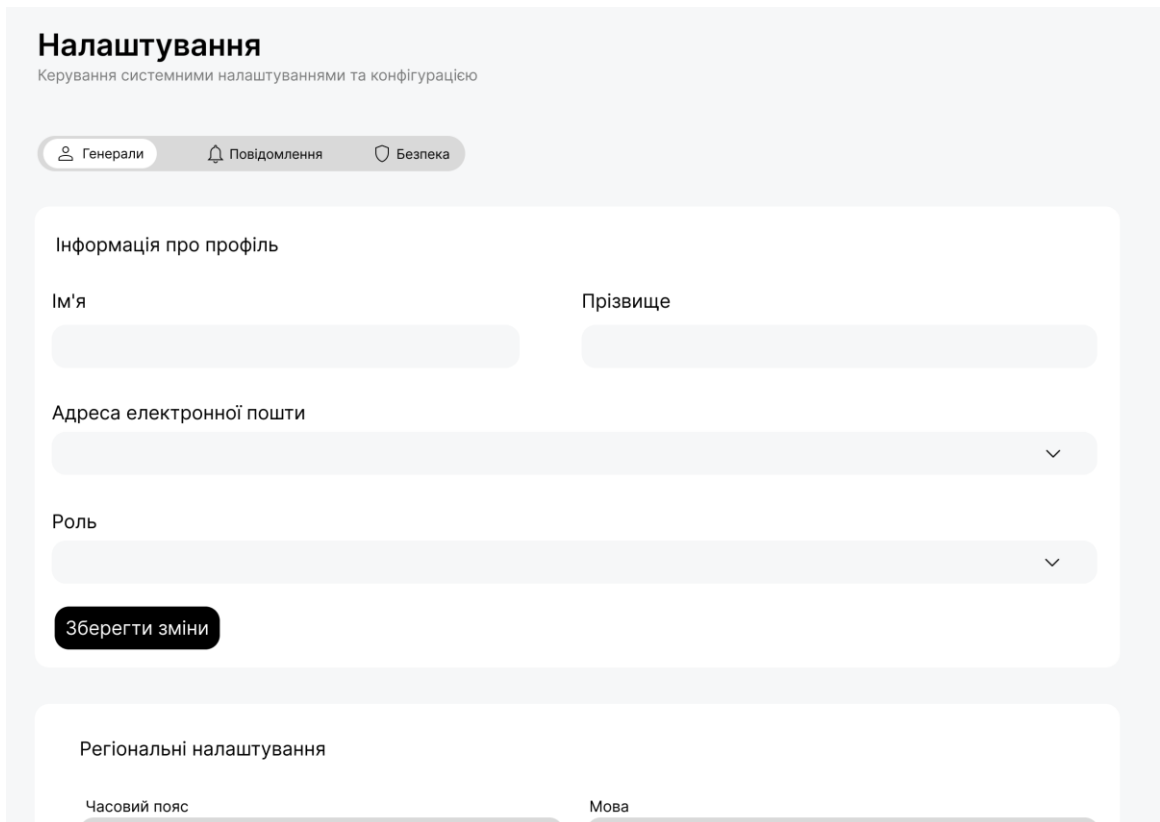 Налаштування
Керування системними налаштуваннями та конфігурацією
Генерали Повідомлення Безпека
Інформація про профіль
Ім'я Прізвище
Адреса електронної пошти
Роль
Зберегти зміни
Регіональні налаштування
Часовий пояс Мова